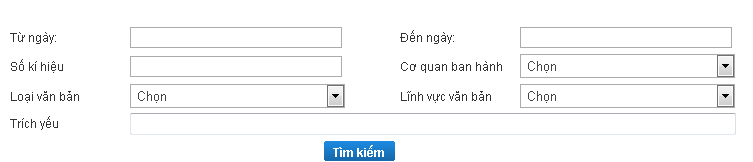 Từ ngày: Đến ngày:
Số kí hiệu Cơ quan ban hành Chọn
Loại văn bản Chọn Lĩnh vực văn bản Chọn
Trích yếu
Tìm kiếm